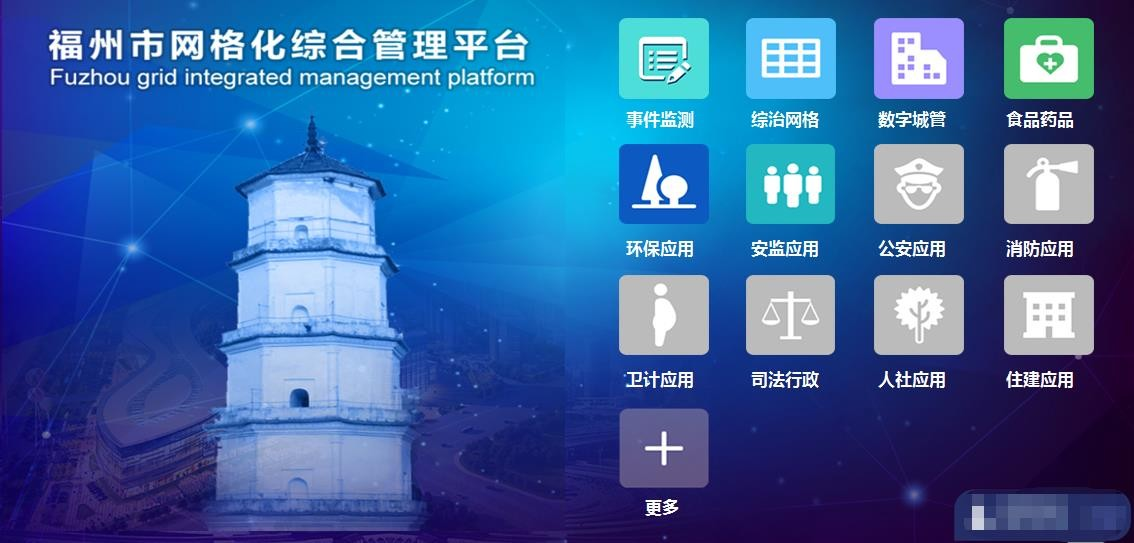 福州市网格化综合管理平台
Fuzhou grid integrated management platform
事件监测 综治网格 数字城管 食品药品
环保应用 安监应用 公安应用 消防应用
卫计应用 司法行政 人社应用 住建应用
更多